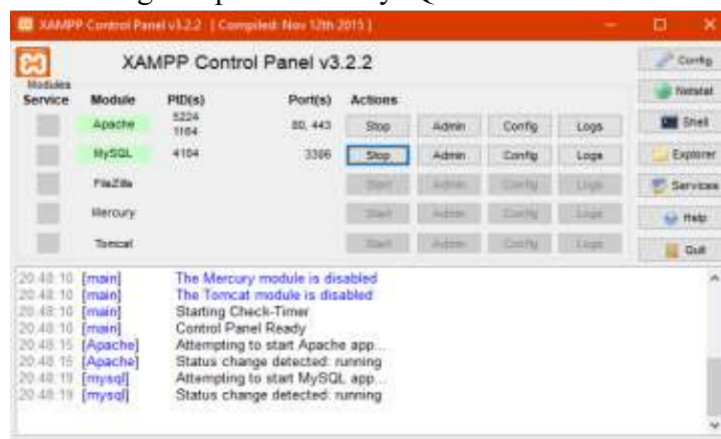 XAMPP Control Panel v3.2.2 [ Compiled: Nov 12th 2015 ]
XAMPP Control Panel v3.2.2
Config
Modules
Service Module PID(s) Port(s) Actions
Netstat
Apache 5224 1164 80, 443 Stop Admin Config Logs
Shell
MySQL 4104 3306 Stop Admin Config Logs
Explorer
FileZilla Start Admin Config Logs
Services
Mercury Start Admin Config Logs
Help
Tomcat Start Admin Config Logs
Quit
20:48:10 [main] The Mercury module is disabled
20:48:10 [main] The Tomcat module is disabled
20:48:10 [main] Starting Check-Timer
20:48:10 [main] Control Panel Ready
20:48:15 [Apache] Attempting to start Apache app...
20:48:15 [Apache] Status change detected: running
20:48:19 [mysql] Attempting to start MySQL app...
20:48:19 [mysql] Status change detected: running